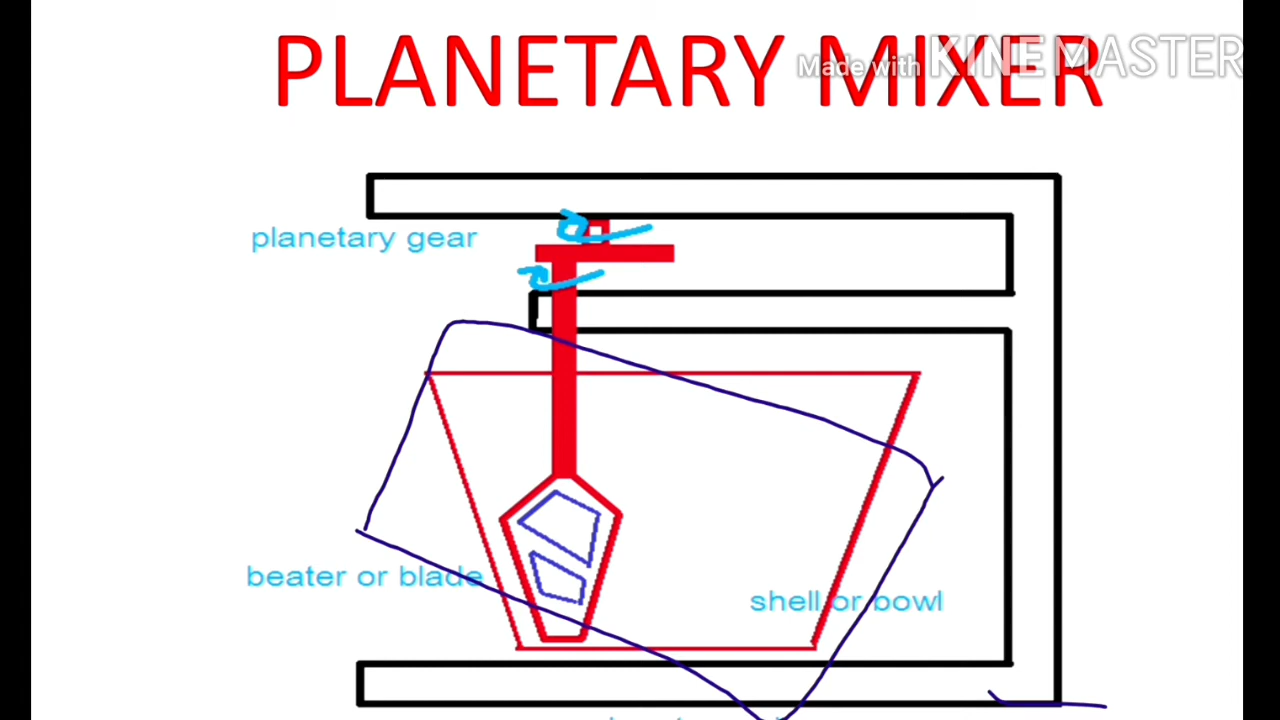 PLANETARY MIXER
Made with KINEMASTER
planetary gear
beater or blade
shell or bowl